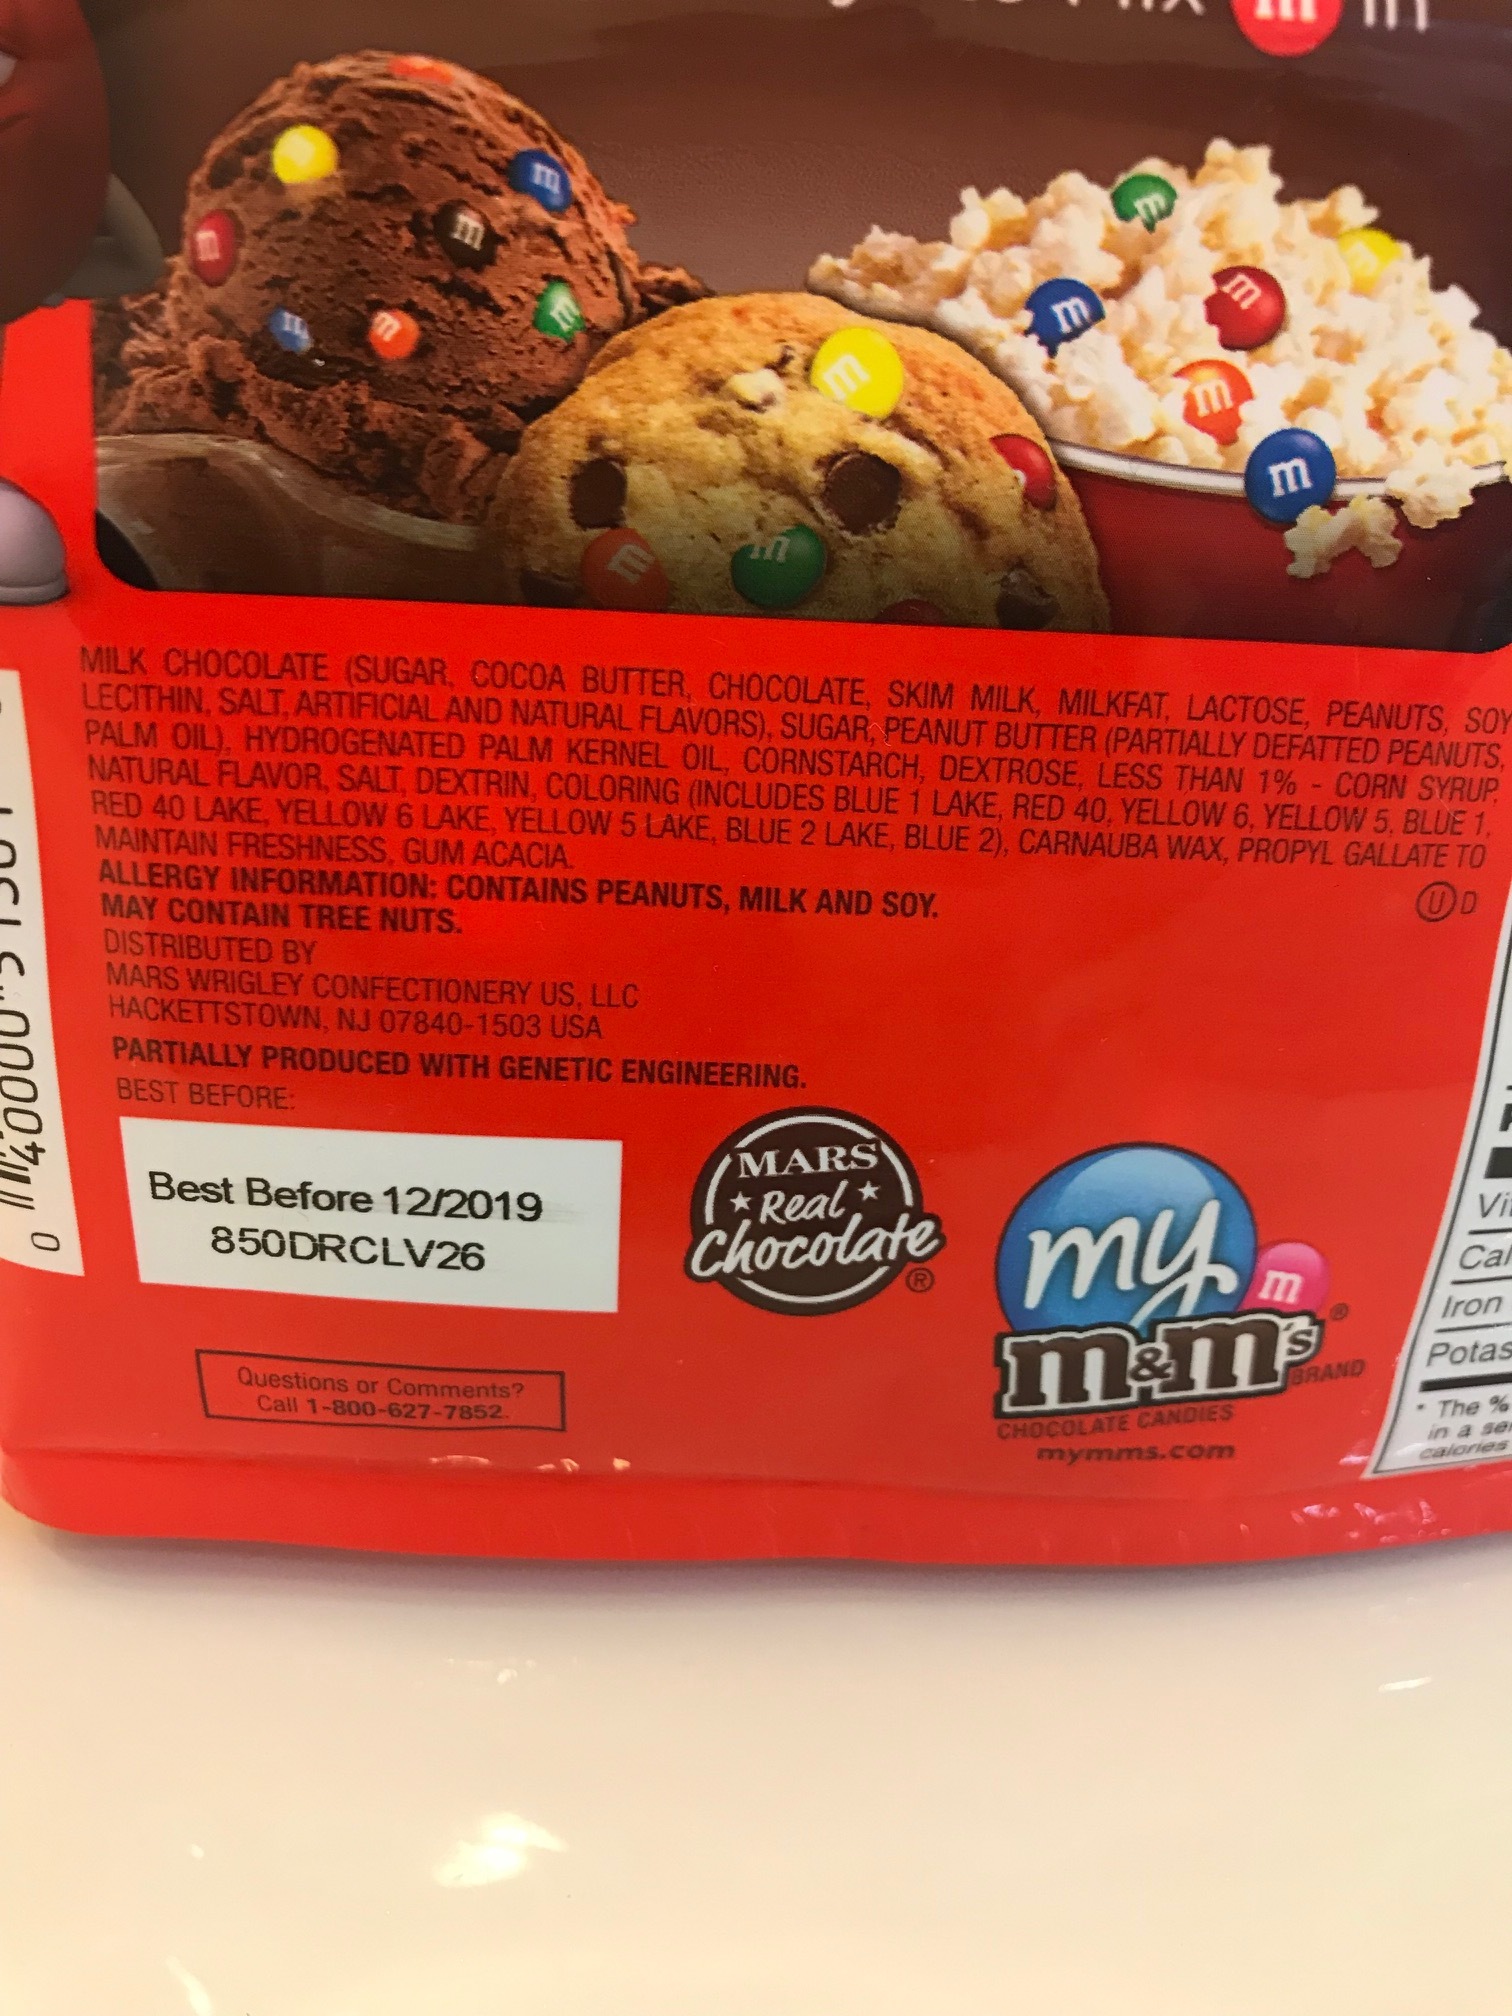 m
MILK CHOCOLATE (SUGAR, COCOA BUTTER, CHOCOLATE, SKIM MILK, MILKFAT, LACTOSE, PEANUTS, SOY
LECITHIN, SALT, ARTIFICIAL AND NATURAL FLAVORS), SUGAR, PEANUT BUTTER (PARTIALLY DEFATTED PEANUTS,
PALM OIL), HYDROGENATED PALM KERNEL OIL, CORNSTARCH, DEXTROSE, LESS THAN 1% - CORN SYRUP,
NATURAL FLAVOR, SALT, DEXTRIN, COLORING (INCLUDES BLUE 1 LAKE, RED 40, YELLOW 6, YELLOW 5, BLUE 1,
RED 40 LAKE, YELLOW 6 LAKE, YELLOW 5 LAKE, BLUE 2 LAKE, BLUE 2), CARNAUBA WAX, PROPYL GALLATE TO
MAINTAIN FRESHNESS, GUM ACACIA.
ALLERGY INFORMATION: CONTAINS PEANUTS, MILK AND SOY.
MAY CONTAIN TREE NUTS.
Ⓤ D
DISTRIBUTED BY
MARS WRIGLEY CONFECTIONERY US, LLC
HACKETTSTOWN, NJ 07840-1503 USA
PARTIALLY PRODUCED WITH GENETIC ENGINEERING.
BEST BEFORE:
Best Before 12/2019
850DRCLV26
MARS
Real
Chocolate®
my m
m&m's®
BRAND
CHOCOLATE CANDIES
mymms.com
Questions or Comments?
Call 1-800-627-7852.
Iron
* The %
in a
calories